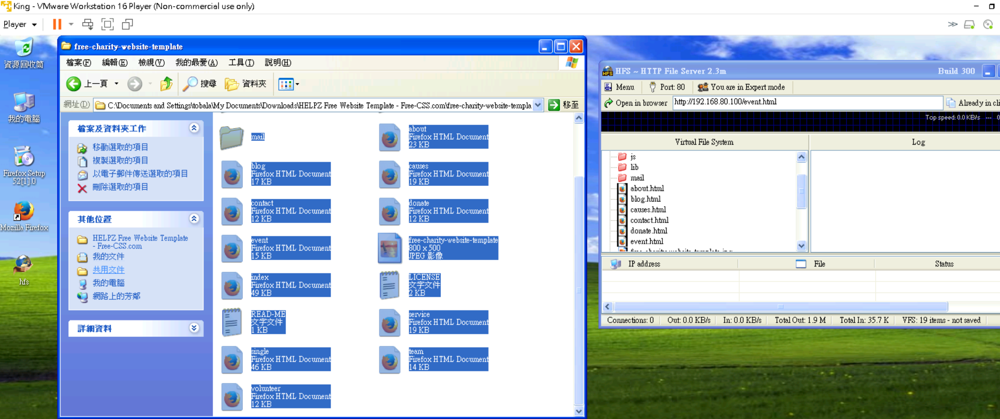 King - VMware Workstation 16 Player (Non-commercial use only)
Player
資源回收筒
我的電腦
Firefox Setup
52[1].0
Mozilla Firefox
hfs
free-charity-website-template
檔案(F) 編輯(E) 檢視(V) 我的最愛(A) 工具(T) 說明(H)
上一頁 搜尋 資料夾
網址(D) C:\Documents and Settings\tobala\My Documents\Downloads\HELPZ Free Website Template - Free-CSS.com\free-charity-website-templa 移至
檔案及資料夾工作
移動選取的項目
複製選取的項目
以電子郵件傳送選取的項目
刪除選取的項目
其他位置
HELPZ Free Website Template
- Free-CSS.com
我的文件
共用文件
我的電腦
網路上的芳鄰
詳細資料
mail
about
Firefox HTML Document
23 KB
blog
Firefox HTML Document
17 KB
causes
Firefox HTML Document
19 KB
contact
Firefox HTML Document
12 KB
donate
Firefox HTML Document
12 KB
event
Firefox HTML Document
15 KB
free-charity-website-template
800 x 500
JPEG 影像
index
Firefox HTML Document
49 KB
LICENSE
文字文件
2 KB
READ-ME
文字文件
1 KB
service
Firefox HTML Document
19 KB
single
Firefox HTML Document
46 KB
team
Firefox HTML Document
14 KB
volunteer
Firefox HTML Document
12 KB
HFS ~ HTTP File Server 2.3m Build 300
Menu Port: 80 You are in Expert mode
Open in browser http://192.168.80.100/event.html Already in cli
Top speed: 0.0 KB/s --- 0
Virtual File System Log
js
lib
mail
about.html
blog.html
causes.html
contact.html
donate.html
event.html
free-charity-website-template.jpg
IP address File Status
Connections: 0 Out: 0.0 KB/s In: 0.0 KB/s Total Out: 1.9 M Total In: 35.7 K VFS: 19 items - not saved